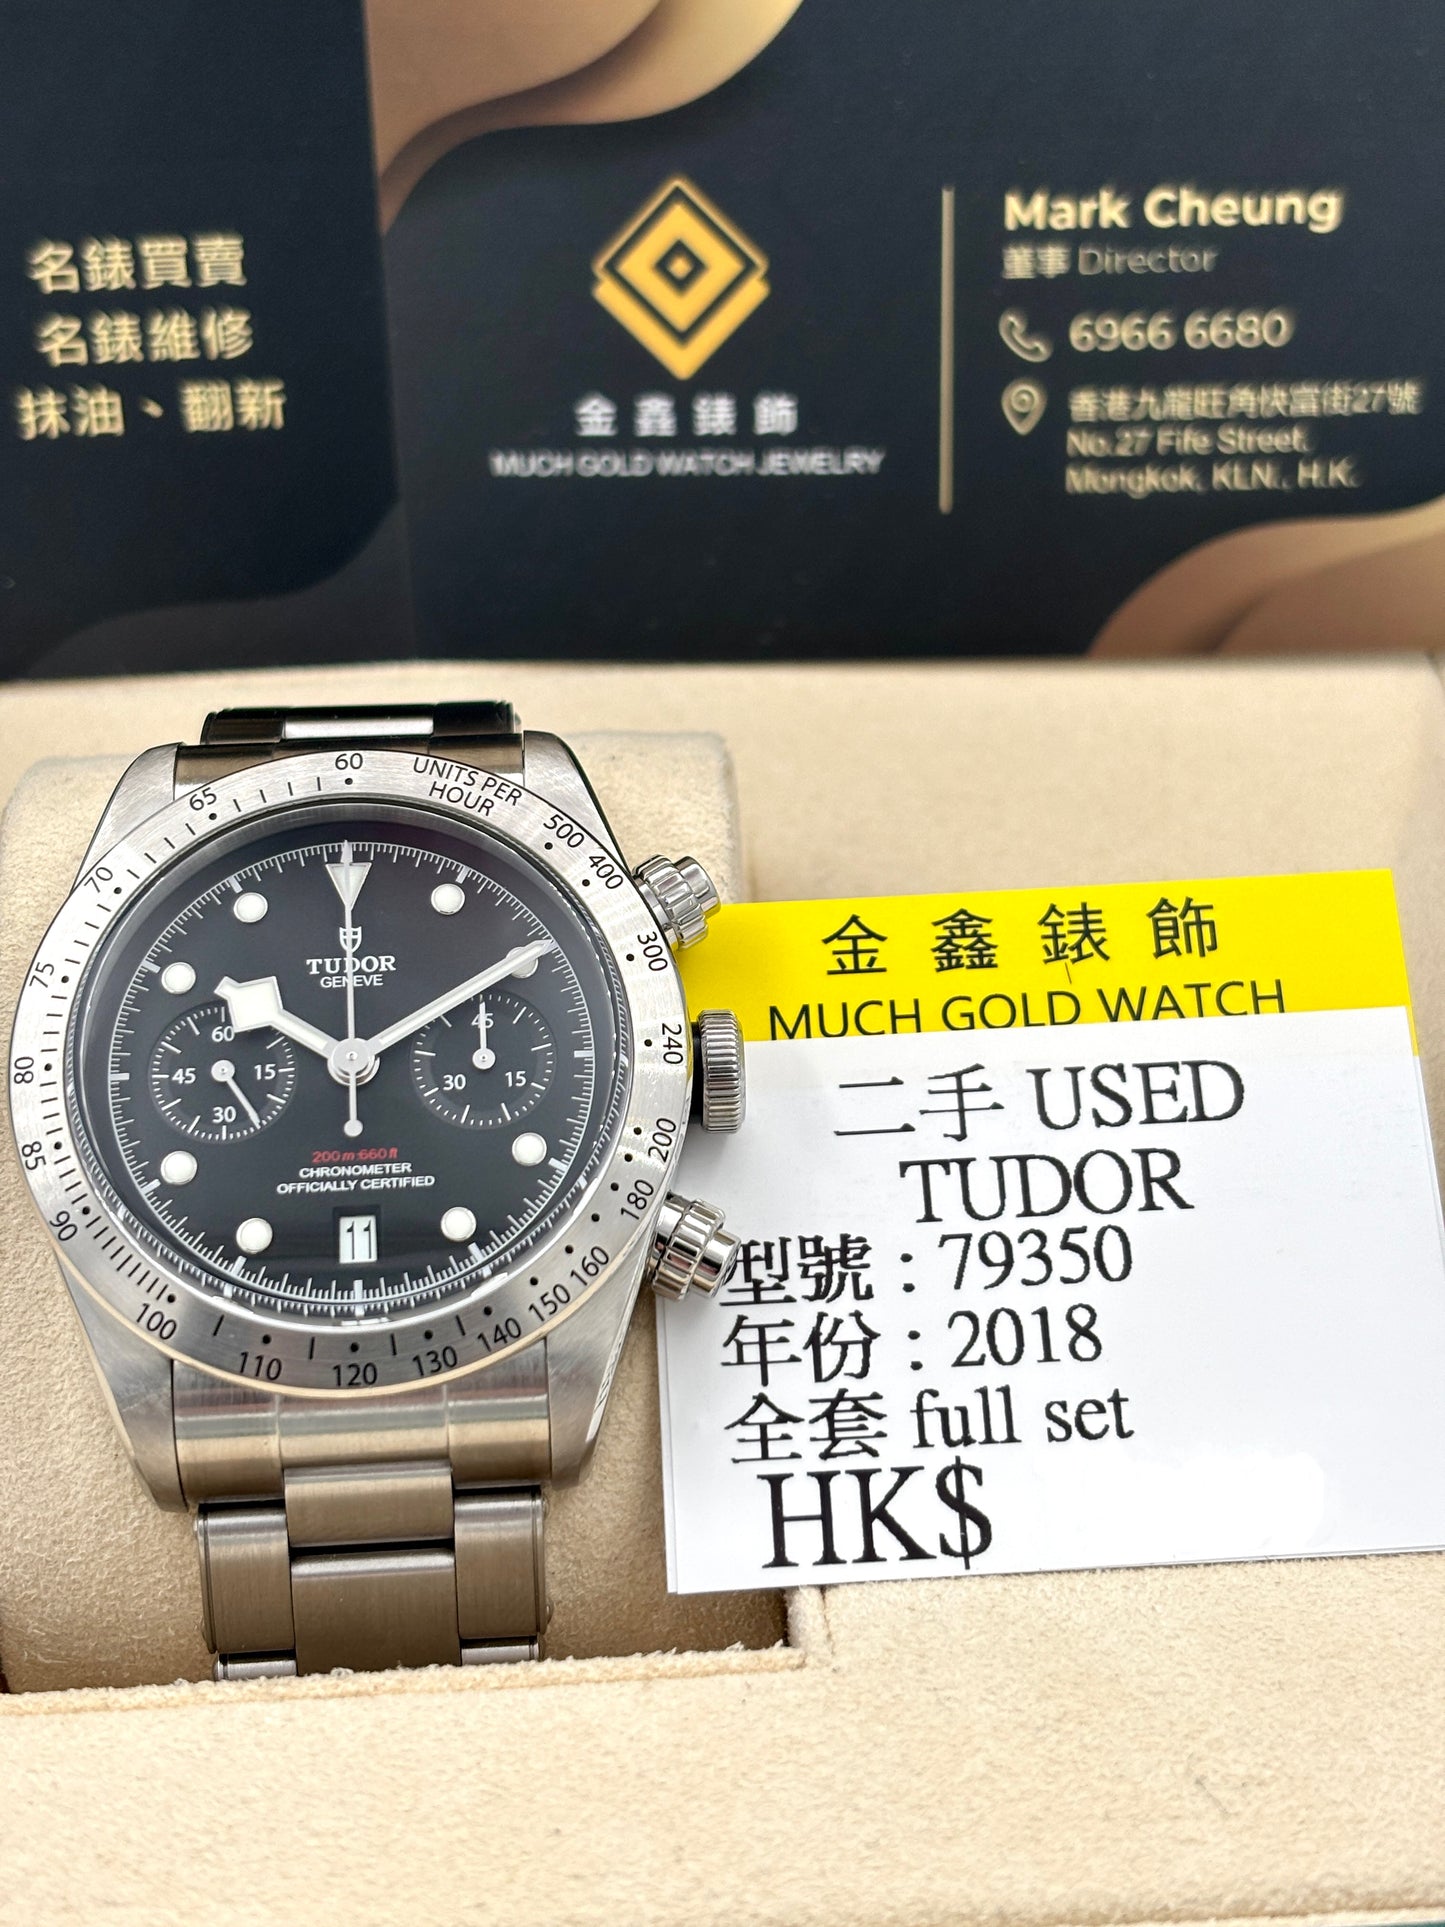 名錶買賣
名錶維修
抹油、翻新
金鑫錶飾
MUCH GOLD WATCH JEWELRY
Mark Cheung
董事 Director
6966 6680
香港九龍旺角快富街27號
No.27 Fife Street,
Mongkok, KLN., H.K.
60
UNITS PER
HOUR
500
400
300
240
200
180
160
150
140
130
120
110
100
90
85
80
75
70
65
TUDOR
GENEVE
60
45 15
30
45
30 15
200m:660ft
CHRONOMETER
OFFICIALLY CERTIFIED
11
金鑫錶飾
MUCH GOLD WATCH
二手 USED
TUDOR
型號:79350
年份:2018
全套 full set
HK$